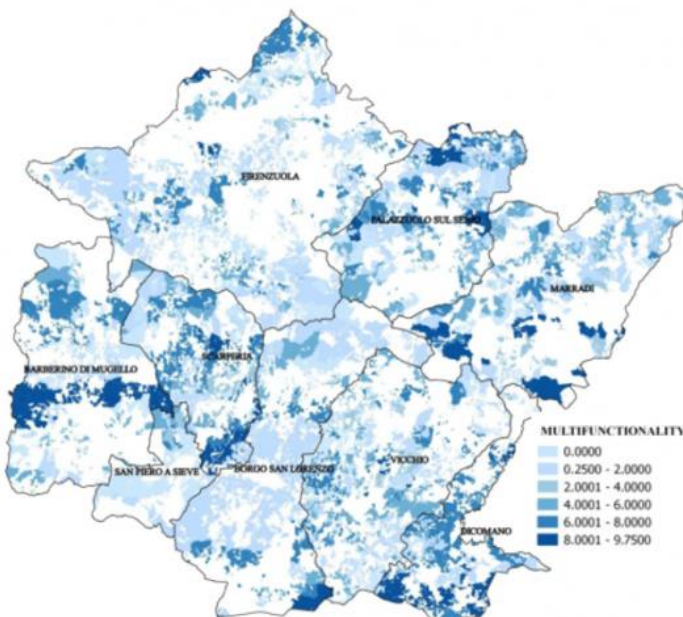 FIRENZUOLA
PALAZZUOLO SUL SENIO
MARRADI
SCARPERIA
BARBERINO DI MUGELLO
MULTIFUNCTIONALITY
0.0000
0.2500 - 2.0000
2.0001 - 4.0000
4.0001 - 6.0000
6.0001 - 8.0000
8.0001 - 9.7500
VICCHIO
SAN PIERO A SIEVE
BORGO SAN LORENZO
DICOMANO